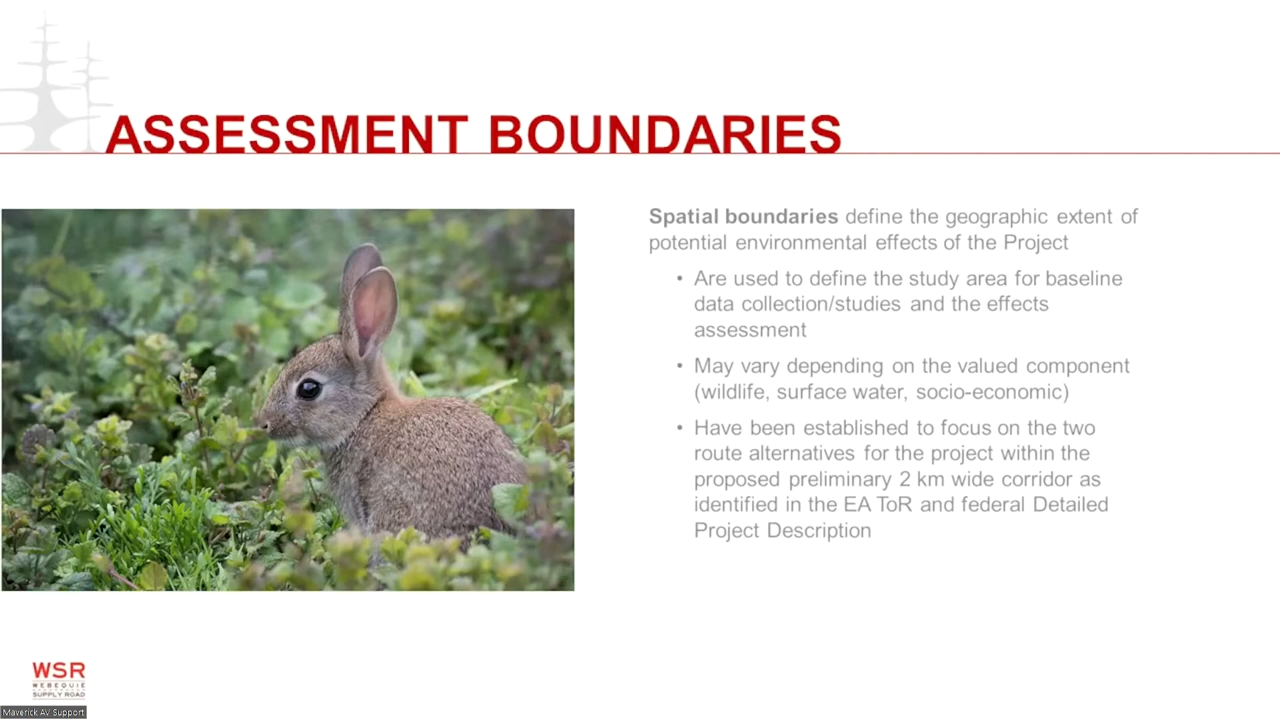 ASSESSMENT BOUNDARIES
Spatial boundaries define the geographic extent of
potential environmental effects of the Project
• Are used to define the study area for baseline
data collection/studies and the effects
assessment
• May vary depending on the valued component
(wildlife, surface water, socio-economic)
• Have been established to focus on the two
route alternatives for the project within the
proposed preliminary 2 km wide corridor as
identified in the EA ToR and federal Detailed
Project Description
WSR
WEBEQUIE
SUPPLY ROAD
Maverick AV Support